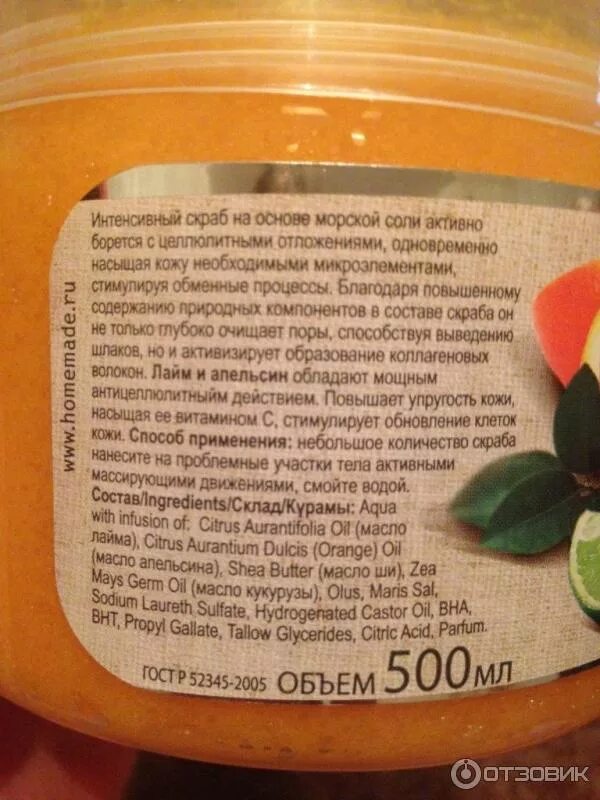 Интенсивный скраб на основе морской соли активно
борется с целлюлитными отложениями, одновременно
насыщая кожу необходимыми микроэлементами,
стимулируя обменные процессы. Благодаря повышенному
содержанию природных компонентов в составе скраба он
не только глубоко очищает поры, способствуя выведению
шлаков, но и активизирует образование коллагеновых
волокон. Лайм и апельсин обладают мощным
антицеллюлитным действием. Повышает упругость кожи,
насыщая ее витамином С, стимулирует обновление клеток
кожи. Способ применения: небольшое количество скраба
нанесите на проблемные участки тела активными
массирующими движениями, смойте водой.
Состав/Ingredients/Склад/Курамы: Aqua
with infusion of: Citrus Aurantifolia Oil (масло
лайма), Citrus Aurantium Dulcis (Orange) Oil
(масло апельсина), Shea Butter (масло ши), Zea
Mays Germ Oil (масло кукурузы), Olus, Maris Sal,
Sodium Laureth Sulfate, Hydrogenated Castor Oil, BHA,
BHT, Propyl Gallate, Tallow Glycerides, Citric Acid, Parfum.
ГОСТ Р 52345-2005 ОБЪЕМ 500МЛ
www.homemade.ru
ОТЗОВИК